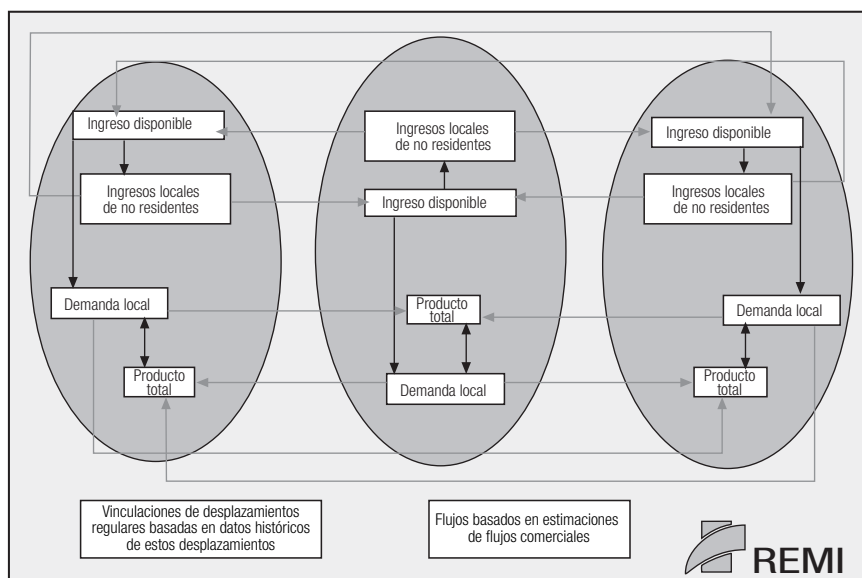 Ingreso disponible
Ingresos locales
de no residentes
Demanda local
Producto
total
Ingresos locales
de no residentes
Ingreso disponible
Producto
total
Demanda local
Ingreso disponible
Ingresos locales
de no residentes
Demanda local
Producto
total
Vinculaciones de desplazamientos
regulares basadas en datos históricos
de estos desplazamientos
Flujos basados en estimaciones
de flujos comerciales
REMI